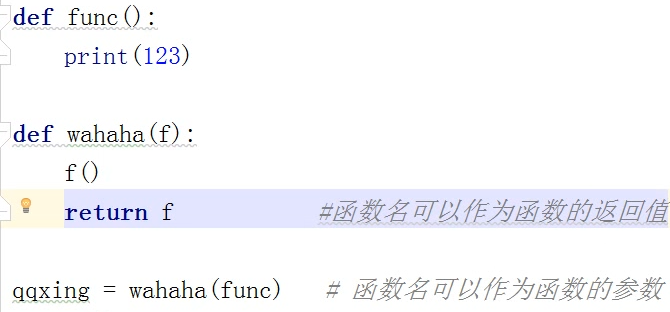 def func():
    print(123)
def wahaha(f):
    f()
    return f #函数名可以作为函数的返回值
qqxing = wahaha(func) # 函数名可以作为函数的参数